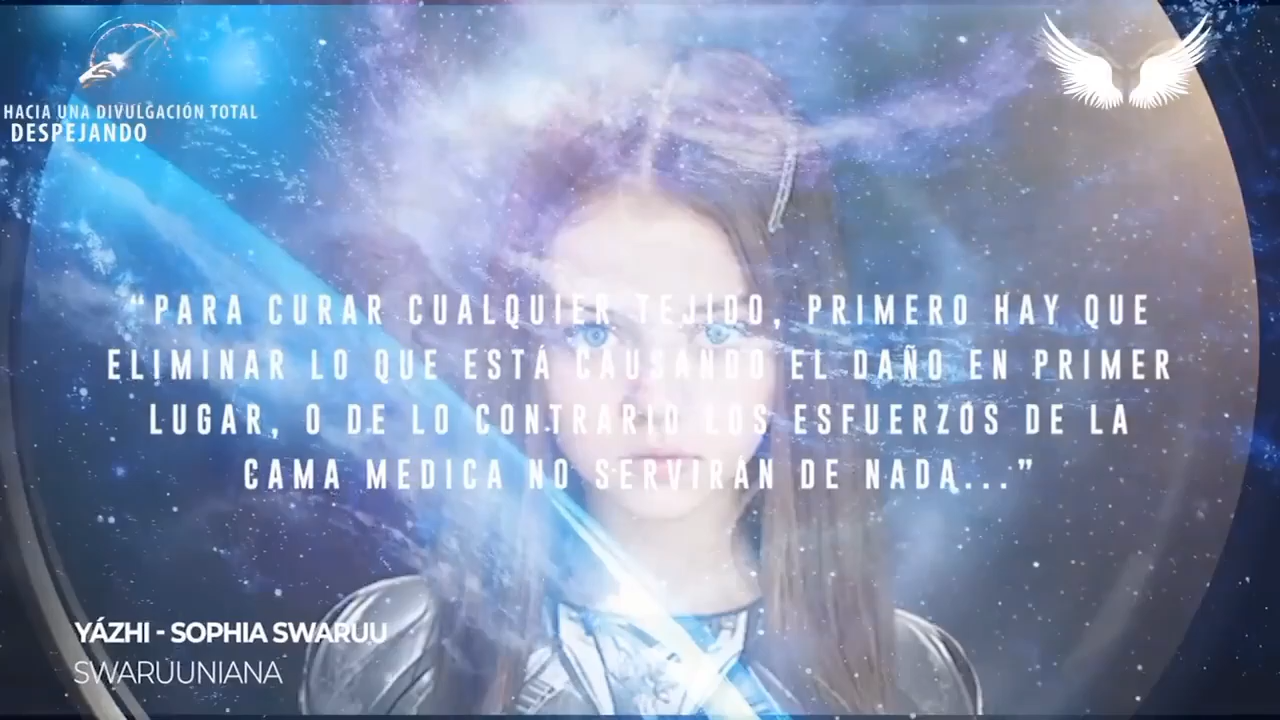 HACIA UNA DIVULGACIÓN TOTAL
DESPEJANDO
“PARA CURAR CUALQUIER TEJIDO, PRIMERO HAY QUE
ELIMINAR LO QUE ESTÁ CAUSANDO EL DAÑO EN PRIMER
LUGAR, O DE LO CONTRARIO LOS ESFUERZOS DE LA
CAMA MEDICA NO SERVIRÁN DE NADA...”
YÁZHI - SOPHIA SWARUU
SWARUUNIANA